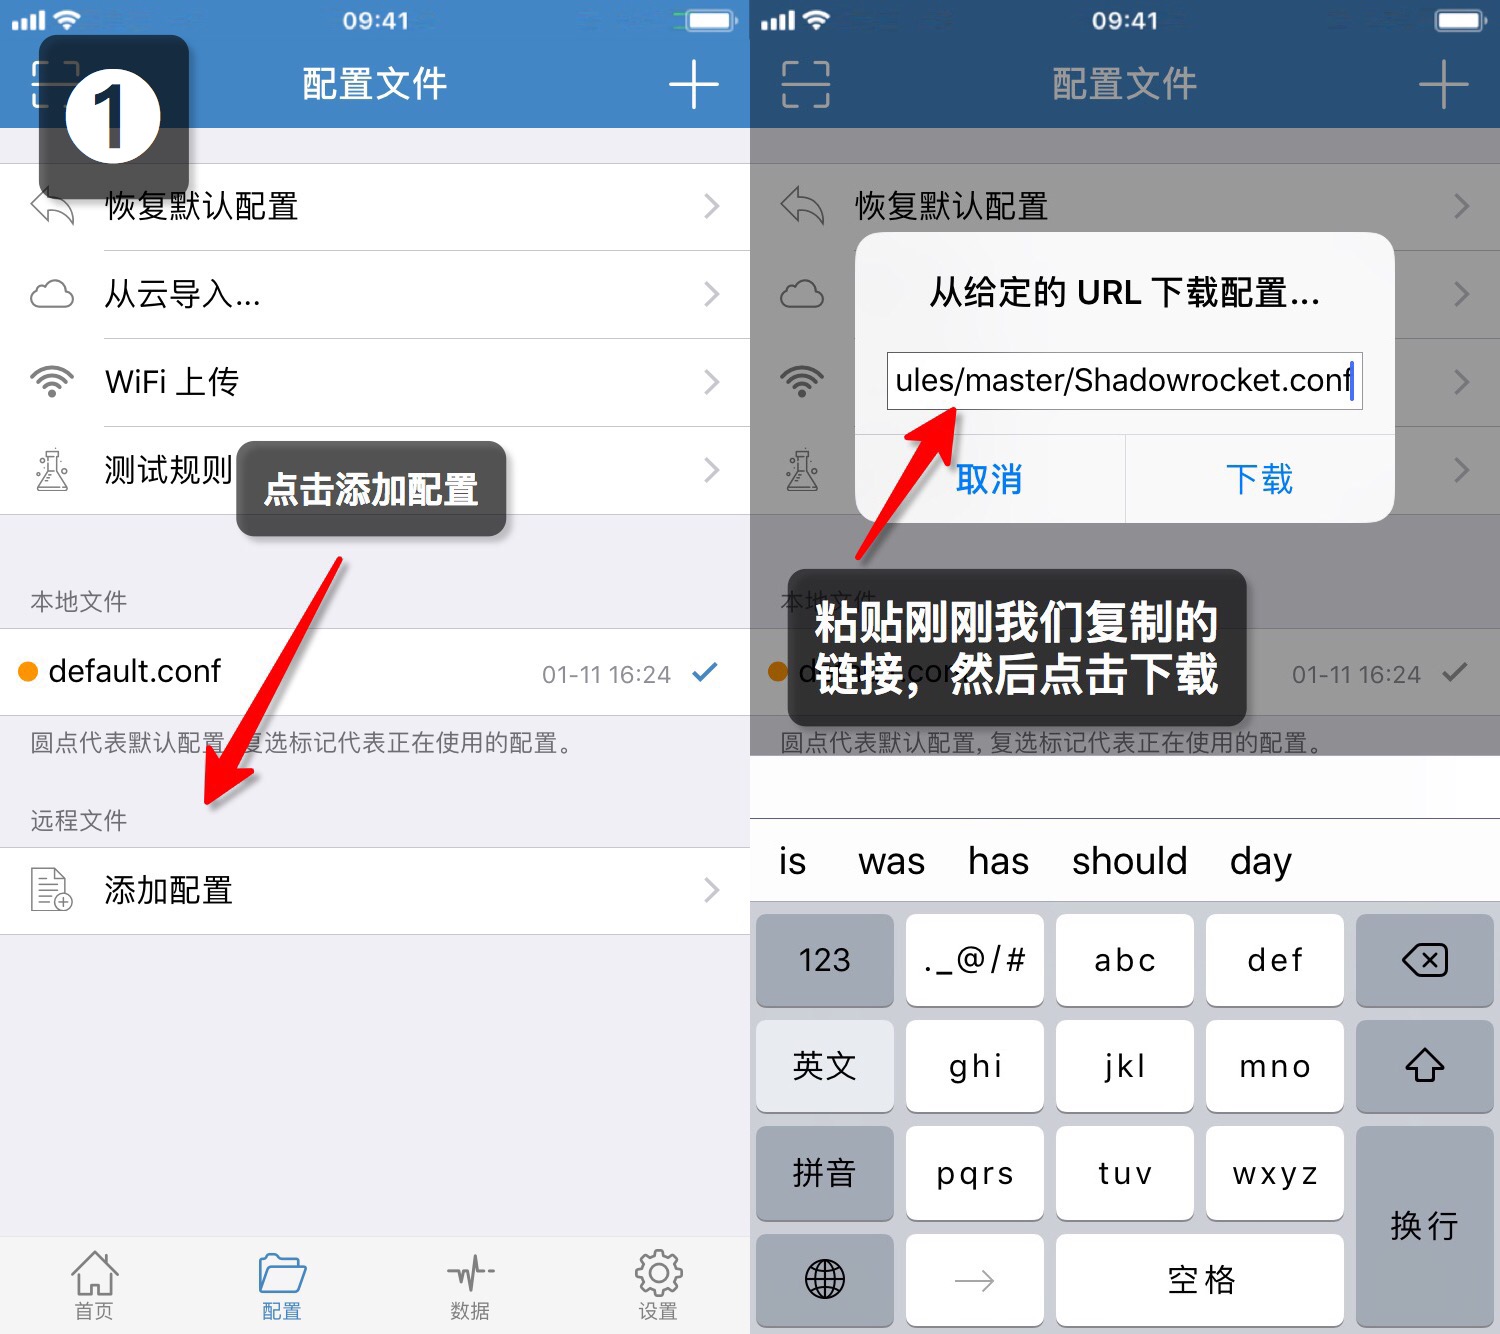 09:41
配置文件
1
恢复默认配置
从云导入...
WiFi 上传
测试规则
点击添加配置
本地文件
default.conf
01-11 16:24
圆点代表默认配置,复选标记代表正在使用的配置。
远程文件
添加配置
首页
配置
数据
设置
09:41
配置文件
恢复默认配置
从给定的 URL 下载配置...
ules/master/Shadowrocket.conf
取消
下载
粘贴刚刚我们复制的
链接，然后点击下载
本地文件
01-11 16:24
圆点代表默认配置,复选标记代表正在使用的配置。
is was has should day
123
._@/#
abc
def
英文
ghi
jkl
mno
拼音
pqrs
tuv
wxyz
换行
空格